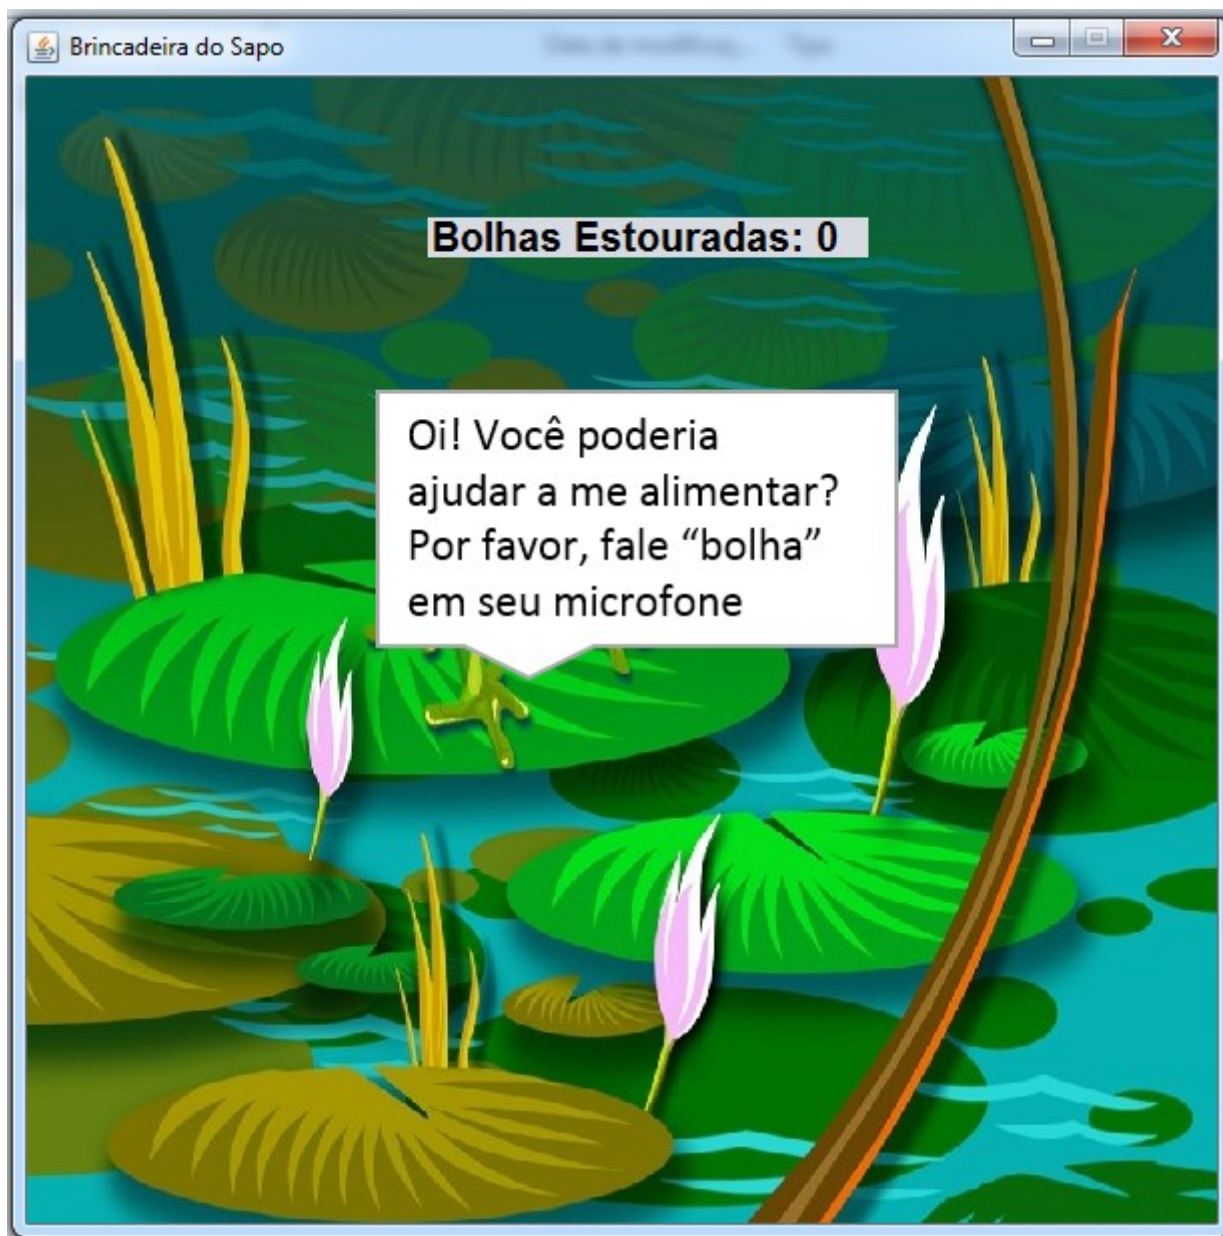 Brincadeira do Sapo
Bolhas Estouradas: 0
Oi! Você poderia
ajudar a me alimentar?
Por favor, fale “bolha”
em seu microfone